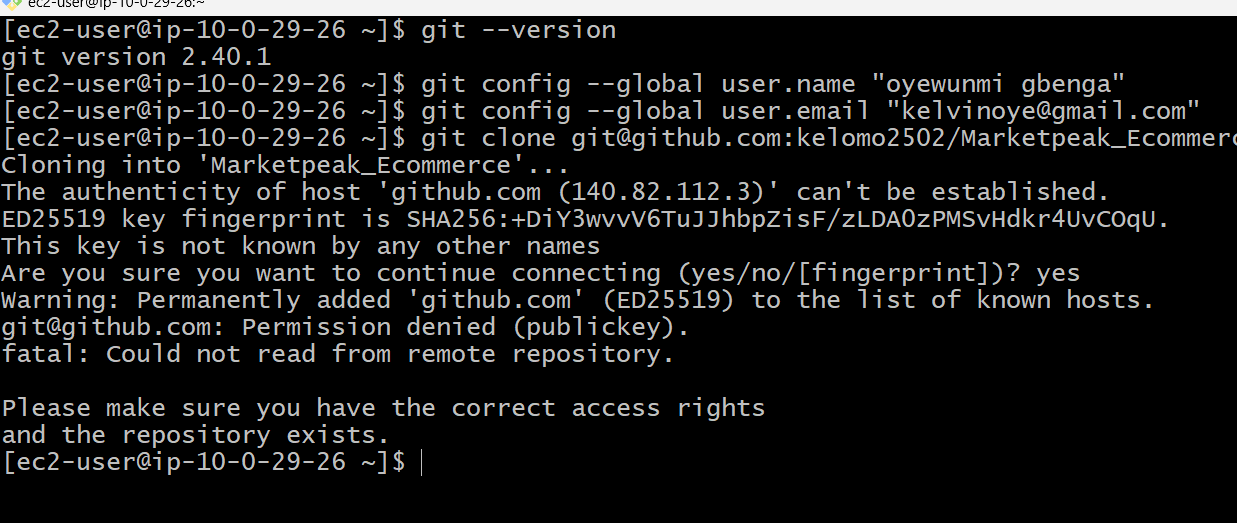 ec2-user@ip-10-0-29-26:~
[ec2-user@ip-10-0-29-26 ~]$ git --version
git version 2.40.1
[ec2-user@ip-10-0-29-26 ~]$ git config --global user.name "oyewunmi gbenga"
[ec2-user@ip-10-0-29-26 ~]$ git config --global user.email "kelvinoye@gmail.com"
[ec2-user@ip-10-0-29-26 ~]$ git clone git@github.com:kelomo2502/Marketpeak_Ecommerc
Cloning into 'Marketpeak_Ecommerce'...
The authenticity of host 'github.com (140.82.112.3)' can't be established.
ED25519 key fingerprint is SHA256:+DiY3wvvV6TuJJhbpZisF/zLDA0zPMSvHdkr4UvCOqU.
This key is not known by any other names
Are you sure you want to continue connecting (yes/no/[fingerprint])? yes
Warning: Permanently added 'github.com' (ED25519) to the list of known hosts.
git@github.com: Permission denied (publickey).
fatal: Could not read from remote repository.

Please make sure you have the correct access rights
and the repository exists.
[ec2-user@ip-10-0-29-26 ~]$